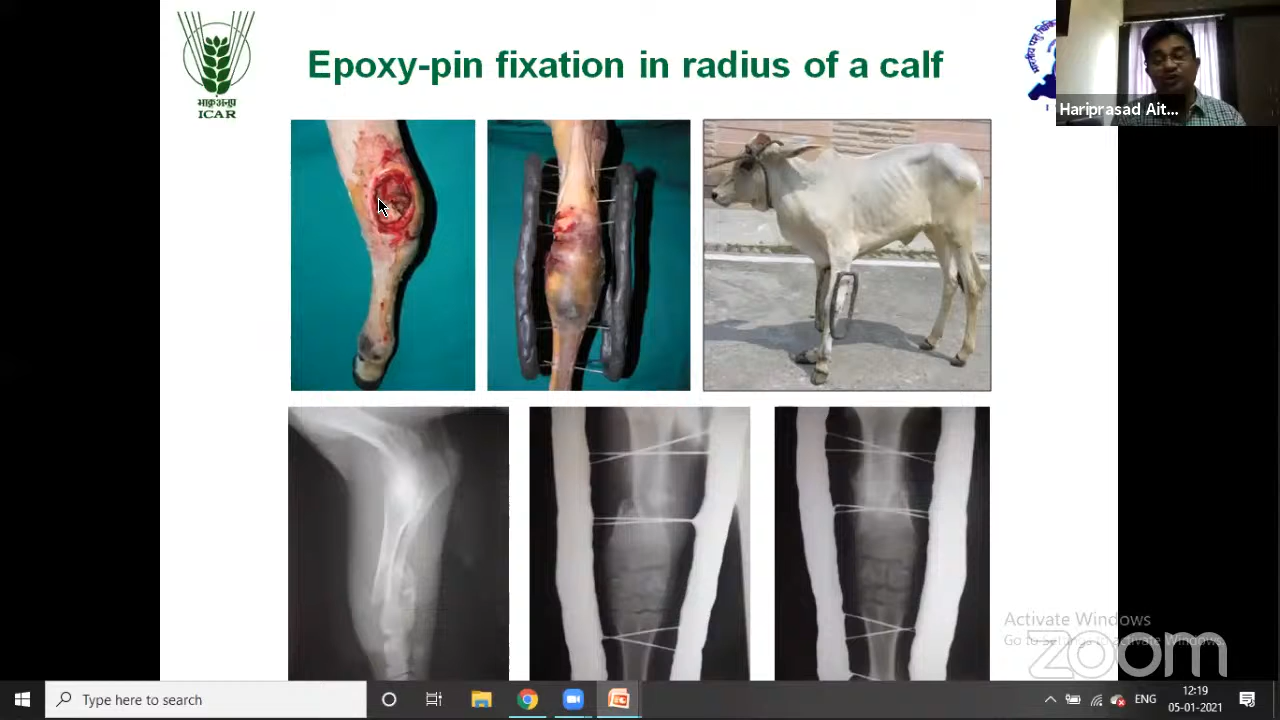 Epoxy-pin fixation in radius of a calf
भाकृअनुप
ICAR
Hariprasad Ait...
Activate Windows
Go to Settings to activate Windows.
zoom
Type here to search
ENG
12:19
05-01-2021